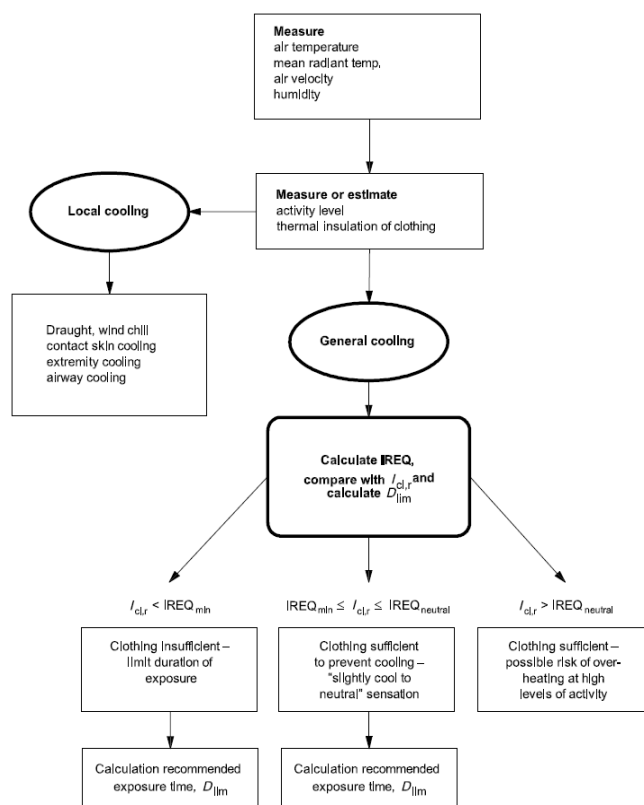 Measure
air temperature
mean radiant temp.
air velocity
humidity
Measure or estimate
activity level
thermal insulation of clothing
Local cooling
Draught, wind chill
contact skin cooling
extremity cooling
airway cooling
General cooling
Calculate IREQ,
compare with Icl,r and
calculate Dlim
Icl,r < IREQmin
IREQmin ≤ Icl,r ≤ IREQneutral
Icl,r > IREQneutral
Clothing insufficient –
limit duration of
exposure
Clothing sufficient
to prevent cooling –
"slightly cool to
neutral" sensation
Clothing sufficient –
possible risk of over-
heating at high
levels of activity
Calculation recommended
exposure time, Dlim
Calculation recommended
exposure time, Dlim